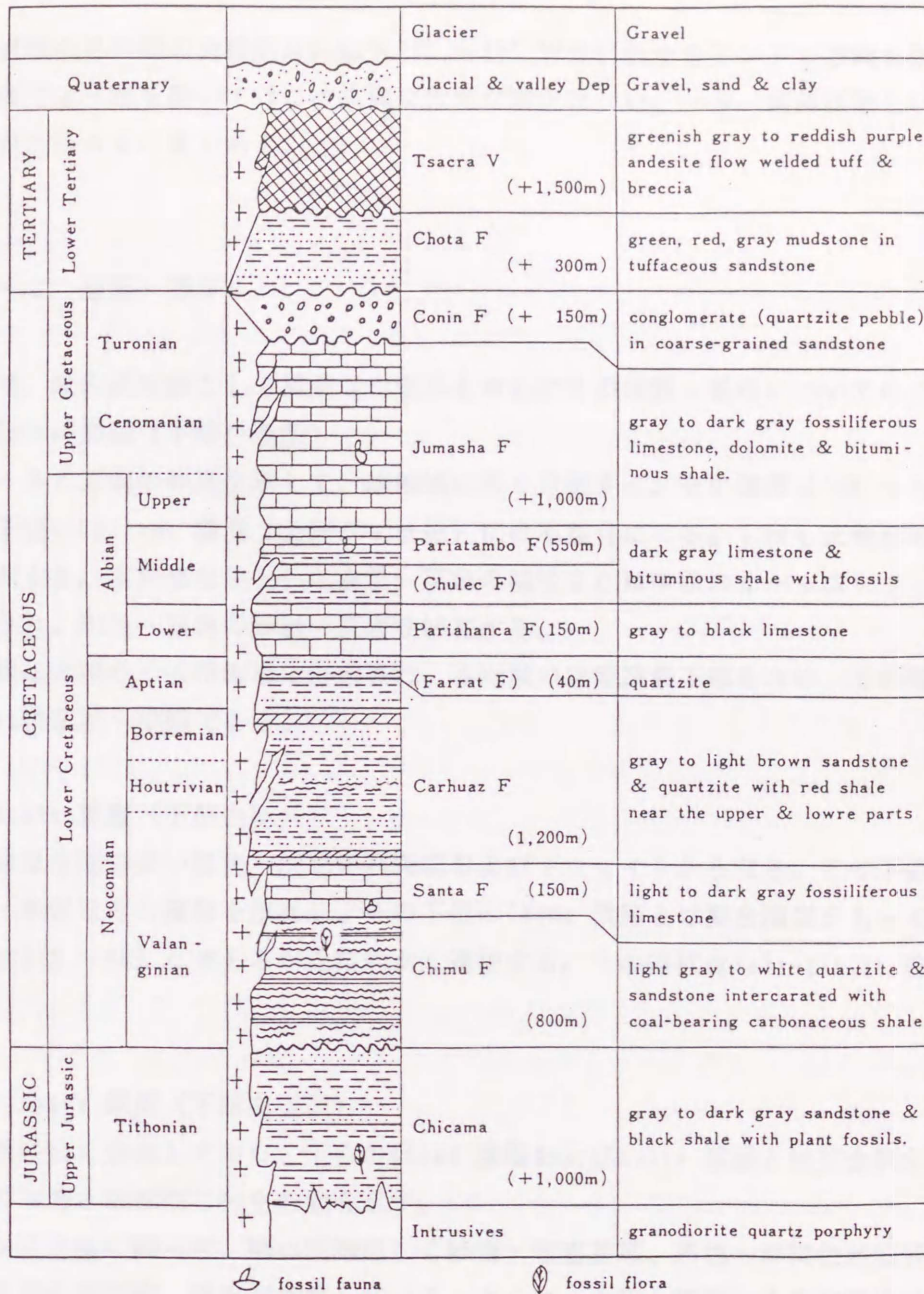 Glacier Gravel
Quaternary Glacial & valley Dep Gravel, sand & clay
TERTIARY
Lower Tertiary
Tsacra V
(+1,500m)
greenish gray to reddish purple
andesite flow welded tuff &
breccia
Chota F
(+ 300m)
green, red, gray mudstone in
tuffaceous sandstone
CRETACEOUS
Upper Cretaceous
Turonian
Conin F (+ 150m)
conglomerate (quartzite pebble)
in coarse-grained sandstone
Cenomanian
Jumasha F
(+1,000m)
gray to dark gray fossiliferous
limestone, dolomite & bitumi-
nous shale.
Lower Cretaceous
Albian
Upper
Middle
Pariatambo F (550m)
(Chulec F)
dark gray limestone &
bituminous shale with fossils
Lower
Pariahanca F (150m)
gray to black limestone
Aptian
(Farrat F) (40m)
quartzite
Neocomian
Borremian
Houtrivian
Carhuaz F
(1,200m)
gray to light brown sandstone
& quartzite with red shale
near the upper & lowre parts
Santa F (150m)
light to dark gray fossiliferous
limestone
Valan-
ginian
Chimu F
(800m)
light gray to white quartzite &
sandstone intercarated with
coal-bearing carbonaceous shale
JURASSIC
Upper Jurassic
Tithonian
Chicama
(+1,000m)
gray to dark gray sandstone &
black shale with plant fossils.
Intrusives
granodiorite quartz porphyry
fossil fauna fossil flora